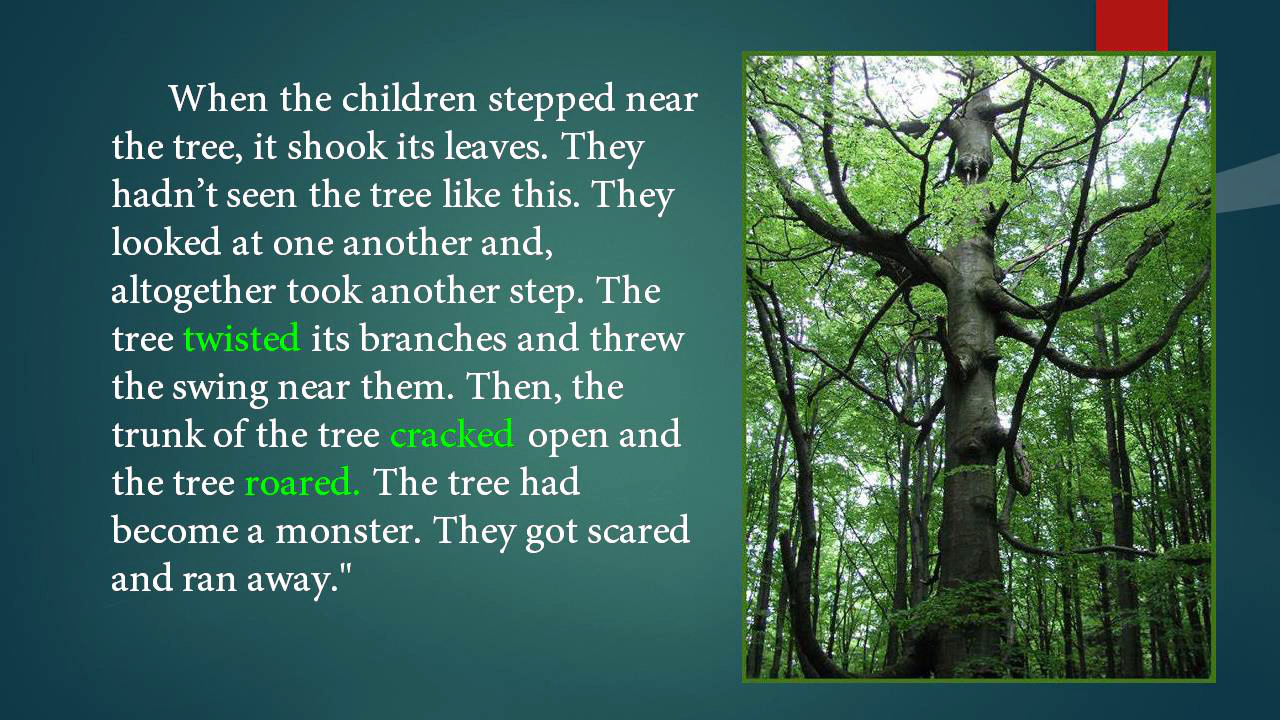 When the children stepped near
the tree, it shook its leaves. They
hadn’t seen the tree like this. They
looked at one another and,
altogether took another step. The
tree twisted its branches and threw
the swing near them. Then, the
trunk of the tree cracked open and
the tree roared. The tree had
become a monster. They got scared
and ran away."